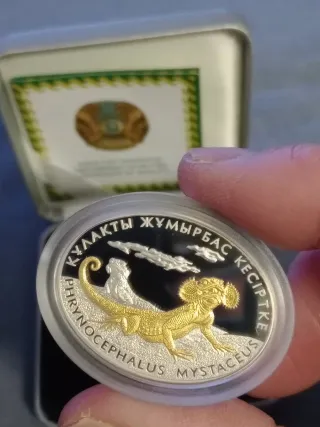 ҚҰЛАҚТЫ ЖҰМЫРБАС КЕСІРТКЕ
PHRYNOCEPHALUS MYSTACEUS